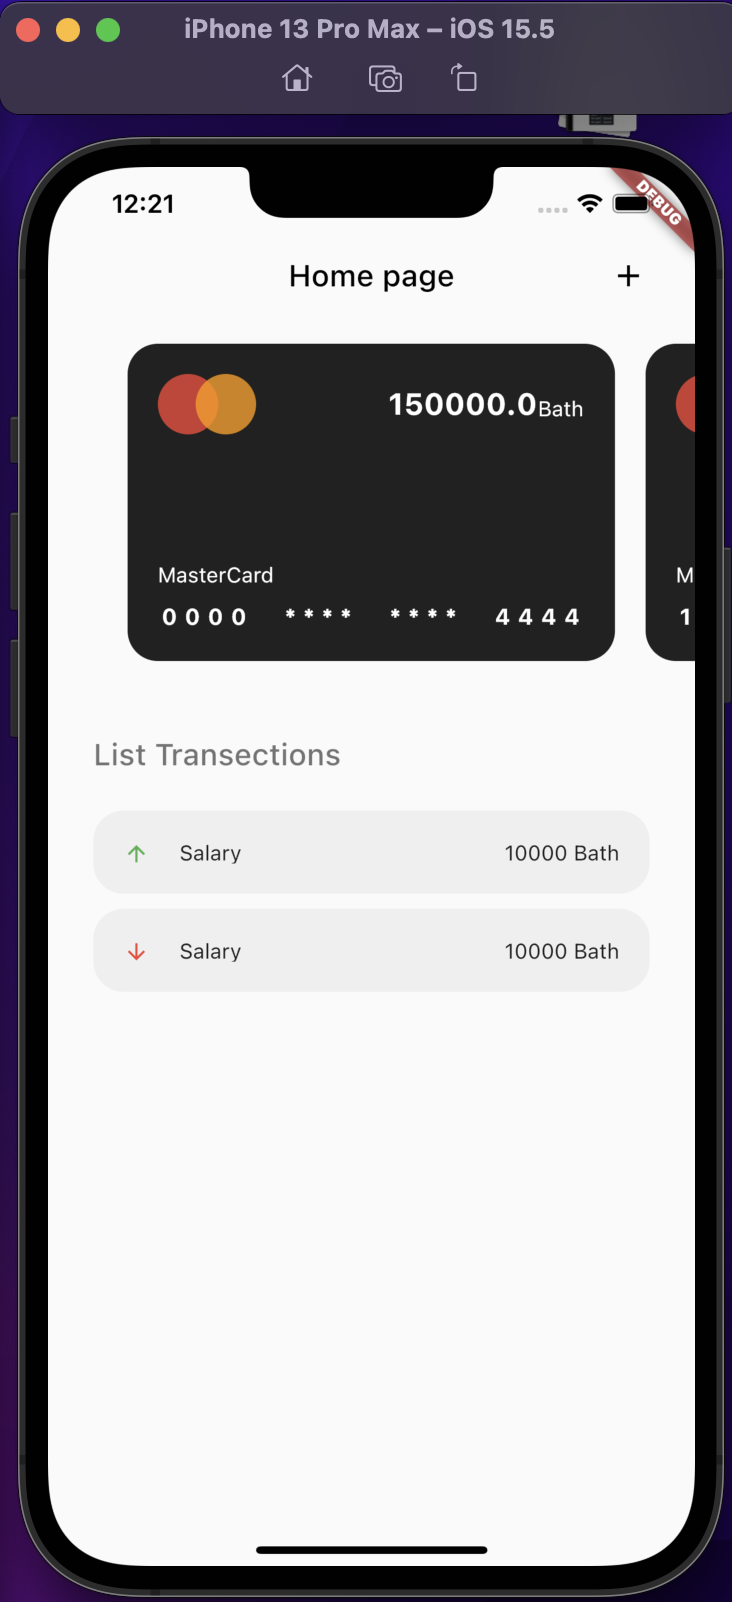 iPhone 13 Pro Max – iOS 15.5
12:21
DEBUG
Home page +
150000.0Bath
MasterCard
0000 **** **** 4444
M
1
List Transections
Salary 10000 Bath
Salary 10000 Bath